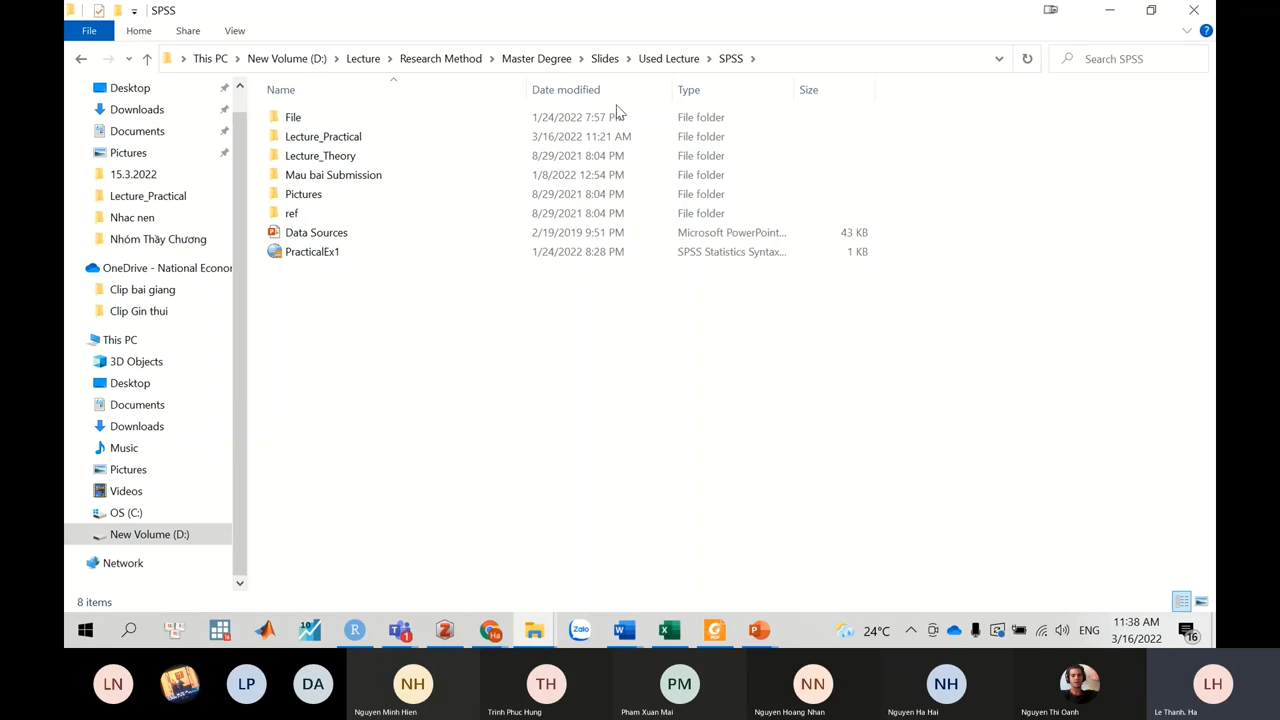 SPSS
File Home Share View
This PC New Volume (D:) Lecture Research Method Master Degree Slides Used Lecture SPSS
Search SPSS
Name Date modified Type Size
File 1/24/2022 7:57 File folder
Lecture_Practical 3/16/2022 11:21 AM File folder
Lecture_Theory 8/29/2021 8:04 PM File folder
Mau bai Submission 1/8/2022 12:54 PM File folder
Pictures 8/29/2021 8:04 PM File folder
ref 8/29/2021 8:04 PM File folder
Data Sources 2/19/2019 9:51 PM Microsoft PowerPoint... 43 KB
PracticalEx1 1/24/2022 8:28 PM SPSS Statistics Syntax... 1 KB
Desktop
Downloads
Documents
Pictures
15.3.2022
Lecture_Practical
Nhac nen
Nhóm Thầy Chương
OneDrive - National Econor
Clip bai giang
Clip Gin thui
This PC
3D Objects
Desktop
Documents
Downloads
Music
Pictures
Videos
OS (C:)
New Volume (D:)
Network
8 items
Zalo
24°C
ENG
11:38 AM
3/16/2022
16
LN LP DA NH TH PM NN NH LH
Nguyen Minh Hien Trinh Phuc Hung Pham Xuan Mai Nguyen Hoang Nhan Nguyen Ha Hai Nguyen Thi Oanh Le Thanh, Ha